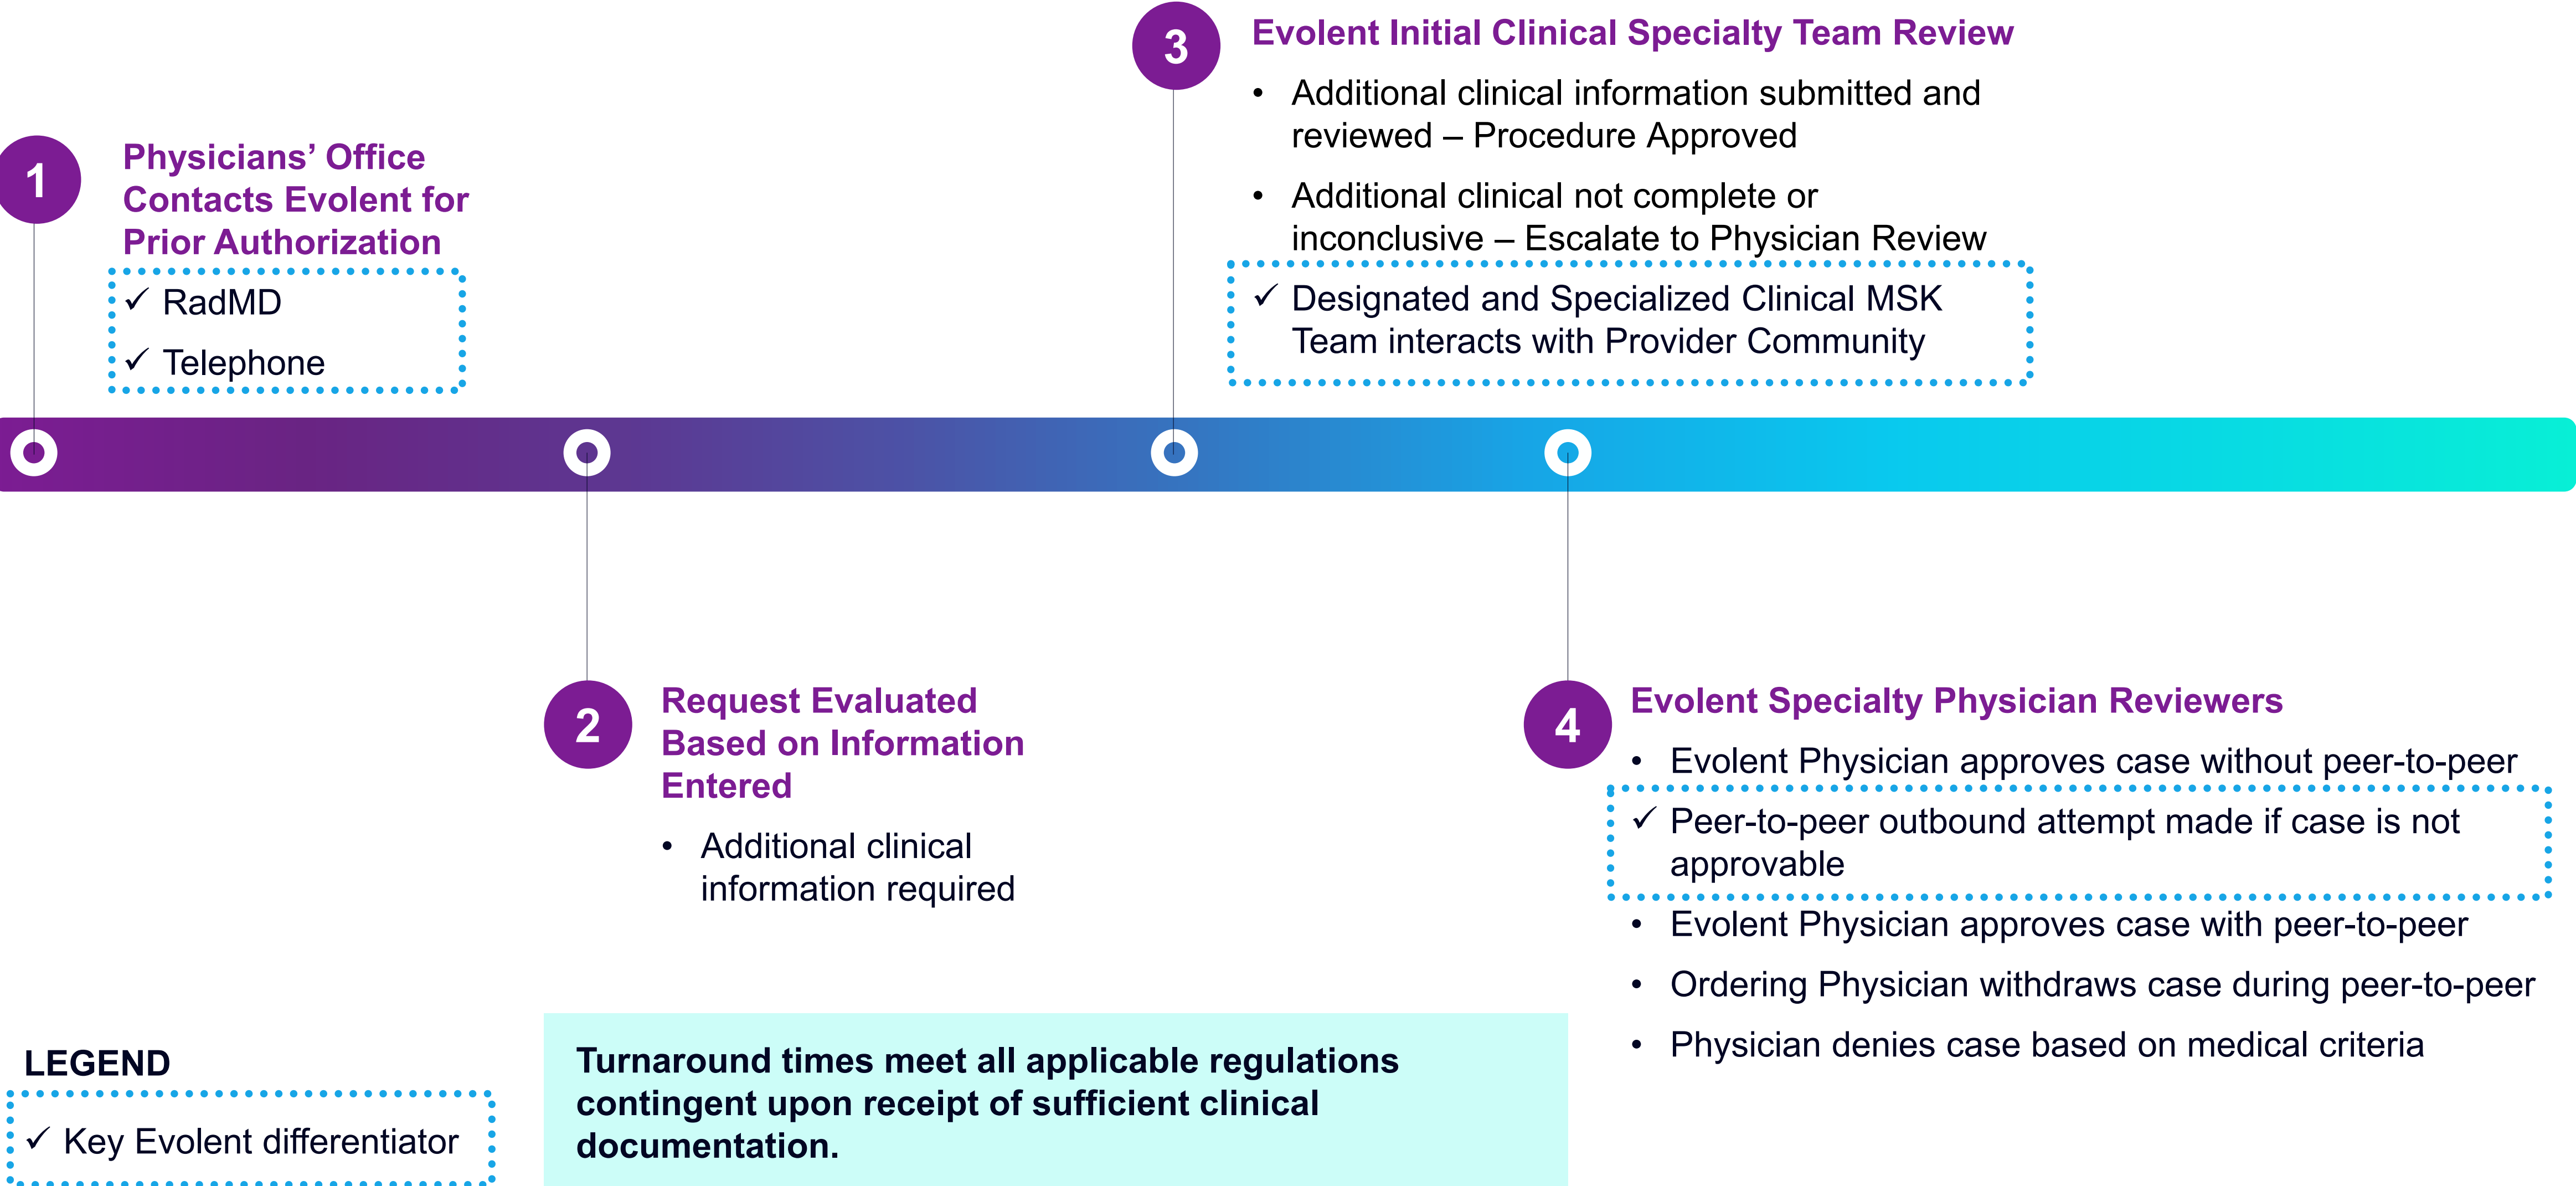 1
Physicians’ Office
Contacts Evolent for
Prior Authorization
✓ RadMD
✓ Telephone
2
Request Evaluated
Based on Information
Entered
• Additional clinical
information required
3
Evolent Initial Clinical Specialty Team Review
• Additional clinical information submitted and
reviewed – Procedure Approved
• Additional clinical not complete or
inconclusive – Escalate to Physician Review
✓ Designated and Specialized Clinical MSK
Team interacts with Provider Community
4
Evolent Specialty Physician Reviewers
• Evolent Physician approves case without peer-to-peer
✓ Peer-to-peer outbound attempt made if case is not
approvable
• Evolent Physician approves case with peer-to-peer
• Ordering Physician withdraws case during peer-to-peer
• Physician denies case based on medical criteria
LEGEND
✓ Key Evolent differentiator
Turnaround times meet all applicable regulations
contingent upon receipt of sufficient clinical
documentation.